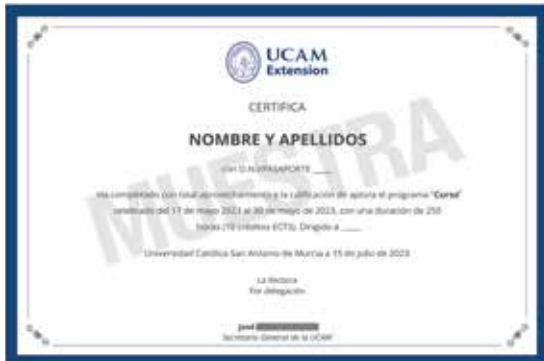 UCAM
Extension
CERTIFICA
NOMBRE Y APELLIDOS
con D.N.I/PASAPORTE ____
Ha completado con total aprovechamiento y la calificación de apto/a el programa "Curso"
celebrado del 17 de mayo 2023 al 30 de mayo de 2023, con una duración de 250
horas (10 créditos ECTS). Dirigido a ____
Universidad Católica San Antonio de Murcia a 15 de julio de 2023
La Rectora
Por delegación
José
Secretario General de la UCAM
MUESTRA